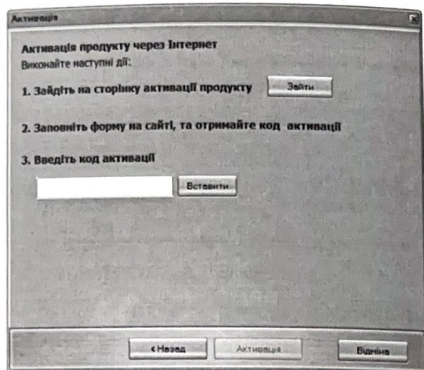 Активація
Активація продукту через Інтернет
Виконайте наступні дії:
1. Зайдіть на сторінку активації продукту Зайти
2. Заповніть форму на сайті, та отримайте код активації
3. Введіть код активації
Вставити
< Назад Активація Відміна